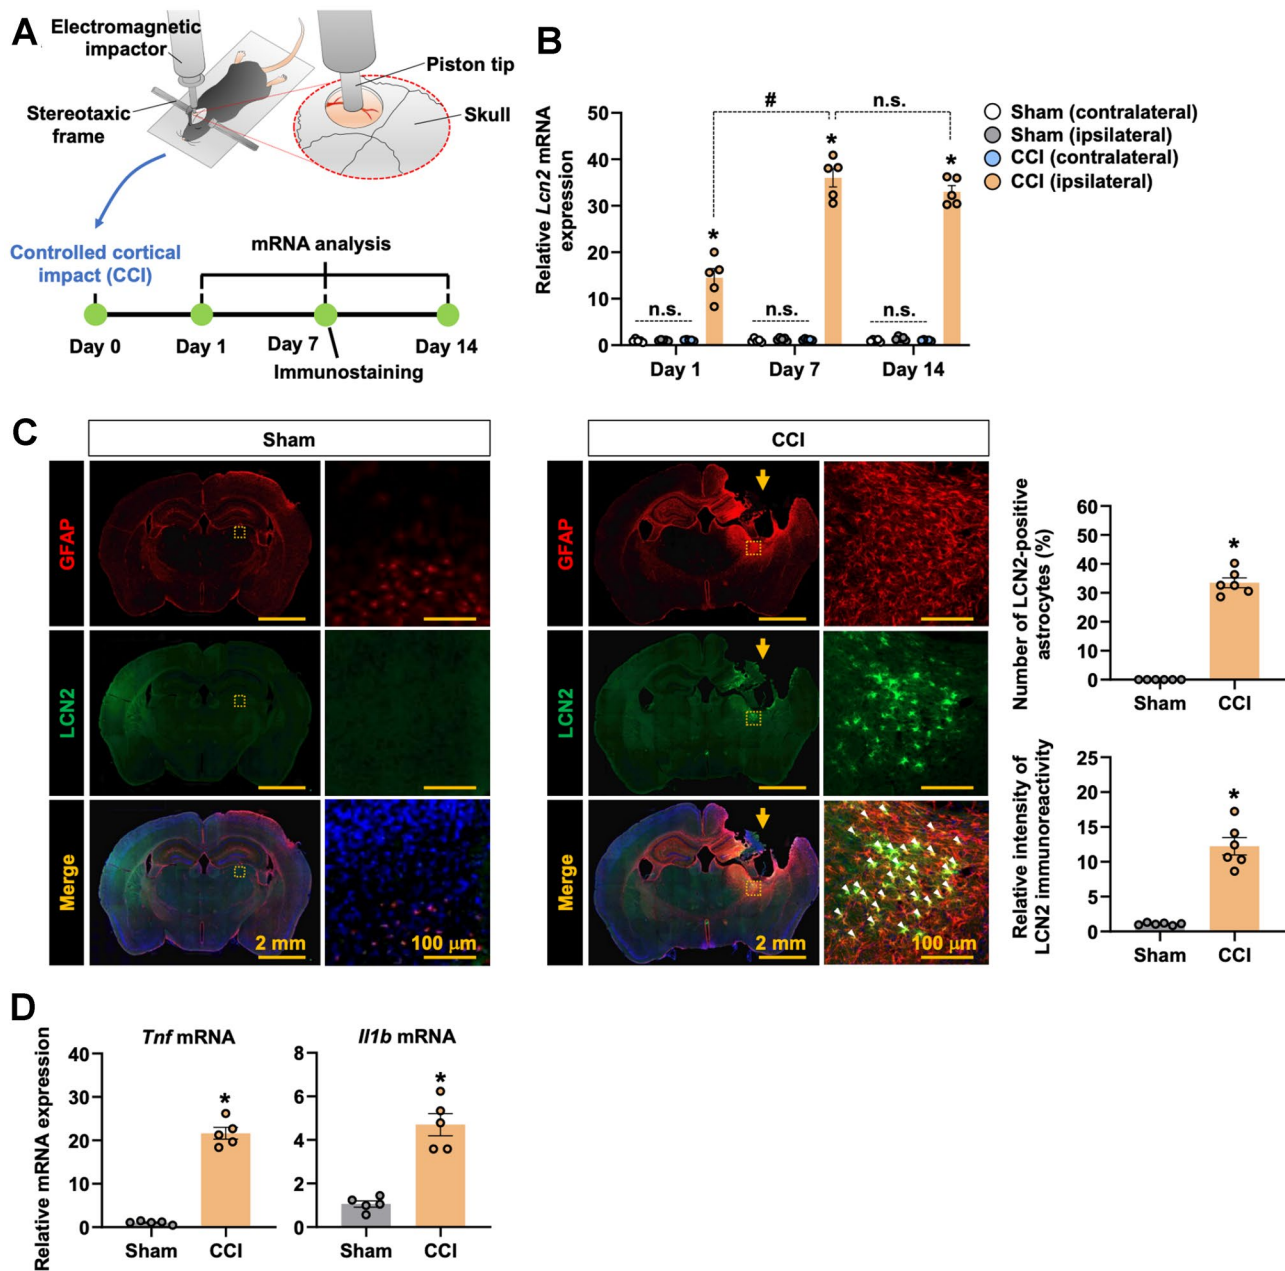 A
Electromagnetic
impactor
Piston tip
Stereotaxic
frame
Skull
Controlled cortical
impact (CCI)
mRNA analysis
Day 0
Day 1
Day 7
Day 14
Immunostaining
B
Relative Lcn2 mRNA
expression
50
40
30
20
10
0
#
n.s.
*
*
*
n.s.
n.s.
n.s.
Day 1
Day 7
Day 14
Sham (contralateral)
Sham (ipsilateral)
CCI (contralateral)
CCI (ipsilateral)
C
Sham
GFAP
LCN2
Merge
2 mm
100 μm
CCI
GFAP
LCN2
Merge
2 mm
100 μm
Number of LCN2-positive
astrocytes (%)
60
50
40
30
20
10
0
*
Sham
CCI
Relative intensity of
LCN2 immunoreactivity
25
20
15
10
5
0
*
Sham
CCI
D
Relative mRNA expression
Tnf mRNA
40
30
20
10
0
*
Sham
CCI
Il1b mRNA
8
6
4
2
0
*
Sham
CCI